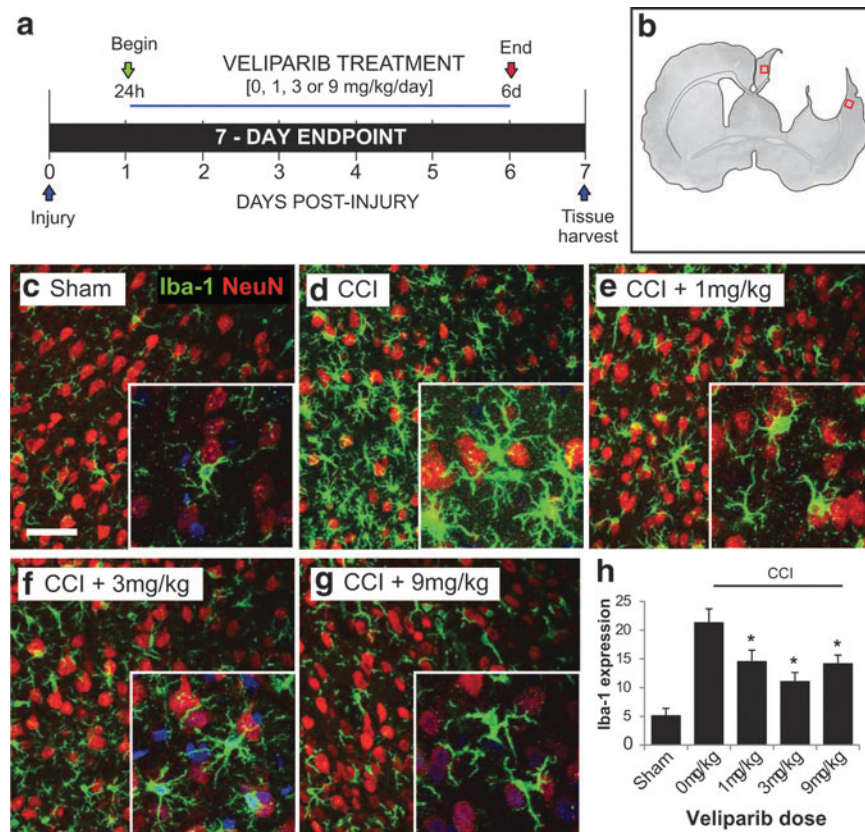 a
Begin
24h
VELIPARIB TREATMENT
[0, 1, 3 or 9 mg/kg/day]
End
6d
7 - DAY ENDPOINT
0 1 2 3 4 5 6 7
DAYS POST-INJURY
Injury
Tissue
harvest
b
c Sham
Iba-1 NeuN
d CCI
e CCI + 1mg/kg
f CCI + 3mg/kg
g CCI + 9mg/kg
h
CCI
Iba-1 expression
25
20
15
10
5
0
* * *
Sham
0mg/kg
1mg/kg
3mg/kg
9mg/kg
Veliparib dose